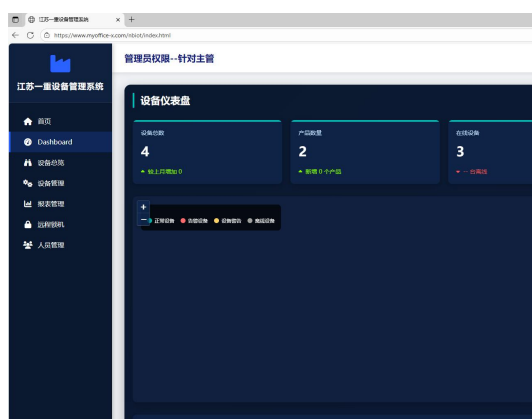 江苏一重设备管理系统
https://www.myoffice-x.com/nbiot/index.html
江苏一重设备管理系统
管理员权限--针对主管
首页
Dashboard
设备总览
设备管理
报表管理
远程锁机
人员管理
设备仪表盘
设备总数
4
较上月增加 0
产品数量
2
新增 0 个产品
在线设备
3
一台离线
+
−
正常设备
告警设备
设备警告
离线设备